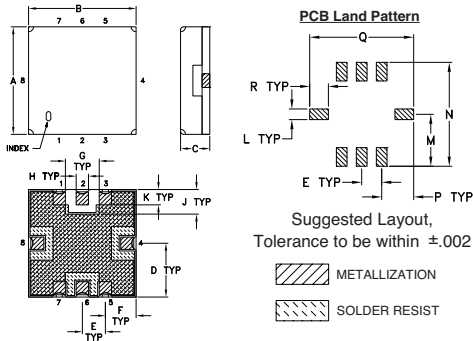 B
7 6 5
A
8
4
INDEX
1 2 3
C
G
TYP
H TYP
1 2 3
K TYP
J TYP
8
4
D TYP
7 6 5
F
TYP
E
TYP
PCB Land Pattern
Q
R TYP
L TYP
N
M
E TYP
P TYP
Suggested Layout,
Tolerance to be within ±.002
METALLIZATION
SOLDER RESIST